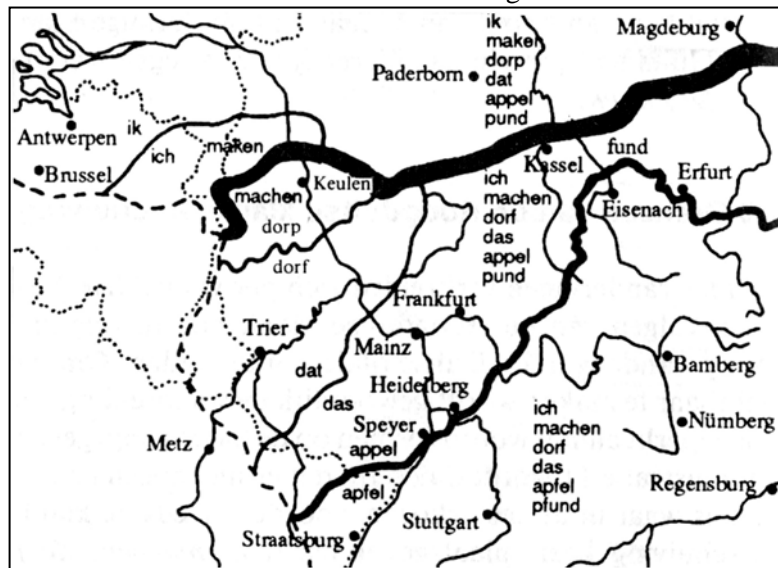 ik
maken
dorp
dat
appel
pund
Magdeburg
Paderborn
Antwerpen
ik
ich
maken
Brussel
machen
Keulen
Kassel
fund
Erfurt
Eisenach
ich
machen
dorf
das
appel
pund
dorp
dorf
Frankfurt
Trier
Mainz
dat
das
Heidelberg
Bamberg
Speyer
appel
ich
machen
dorf
das
apfel
pfund
Nürnberg
Metz
apfel
Regensburg
Stuttgart
Straatsburg